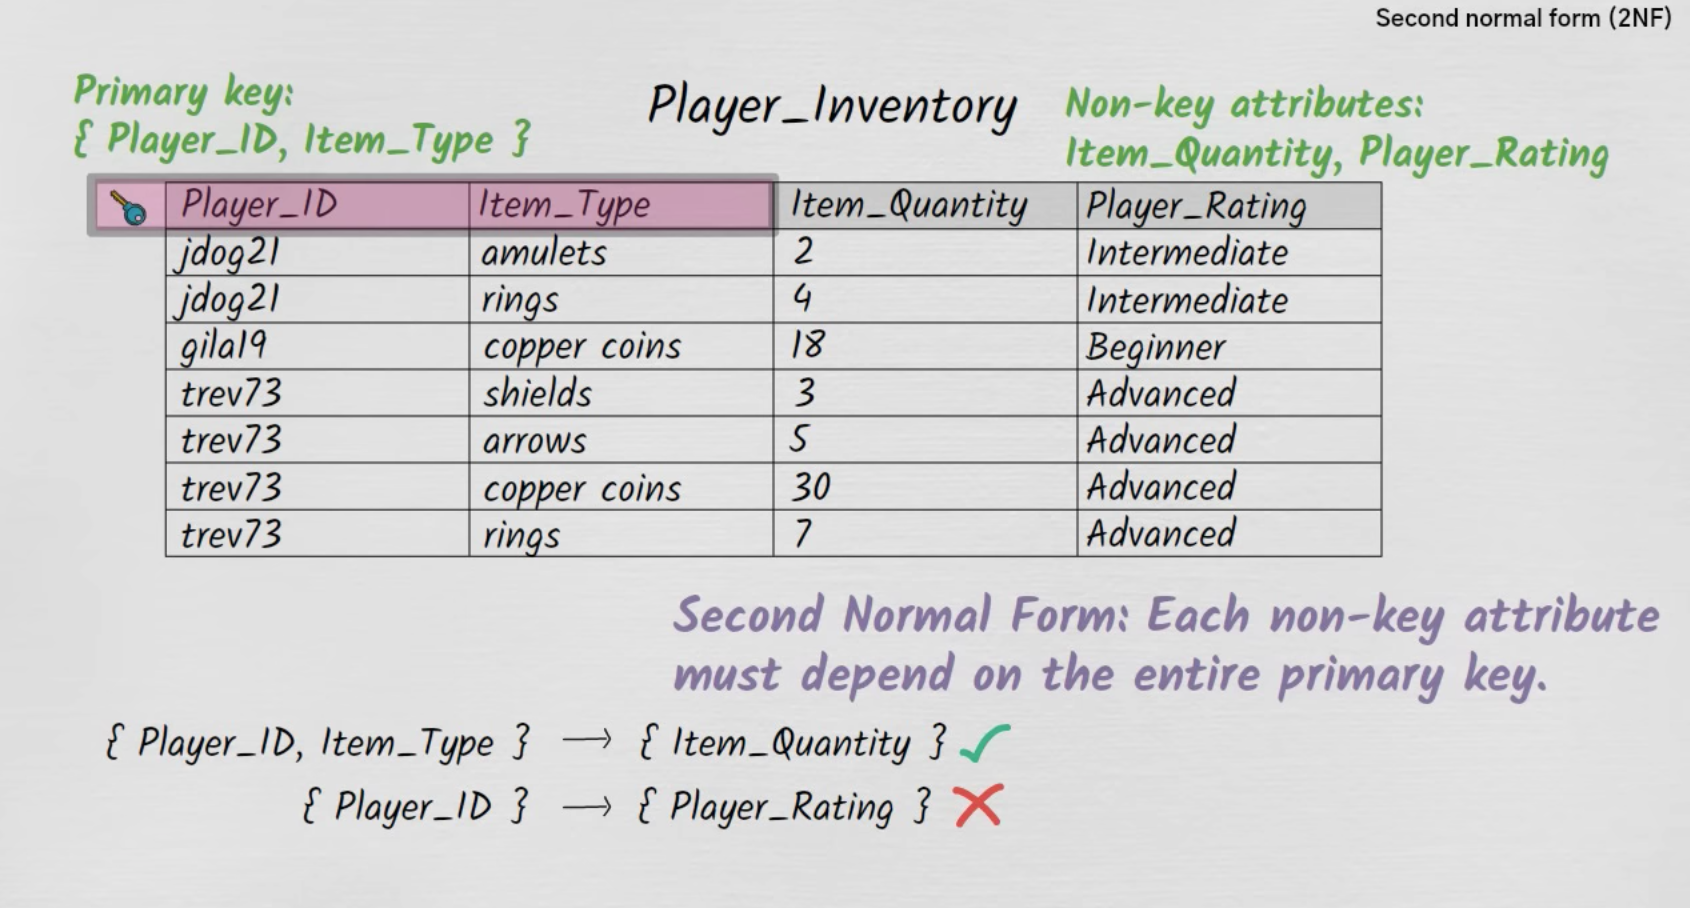 Second normal form (2NF)
Primary key:
{ Player_ID, Item_Type }
Player_Inventory
Non-key attributes:
Item_Quantity, Player_Rating
Player_ID Item_Type Item_Quantity Player_Rating
jdog21 amulets 2 Intermediate
jdog21 rings 4 Intermediate
gila19 copper coins 18 Beginner
trev73 shields 3 Advanced
trev73 arrows 5 Advanced
trev73 copper coins 30 Advanced
trev73 rings 7 Advanced
Second Normal Form: Each non-key attribute
must depend on the entire primary key.
{ Player_ID, Item_Type } → { Item_Quantity } ✓
{ Player_ID } → { Player_Rating } ✗